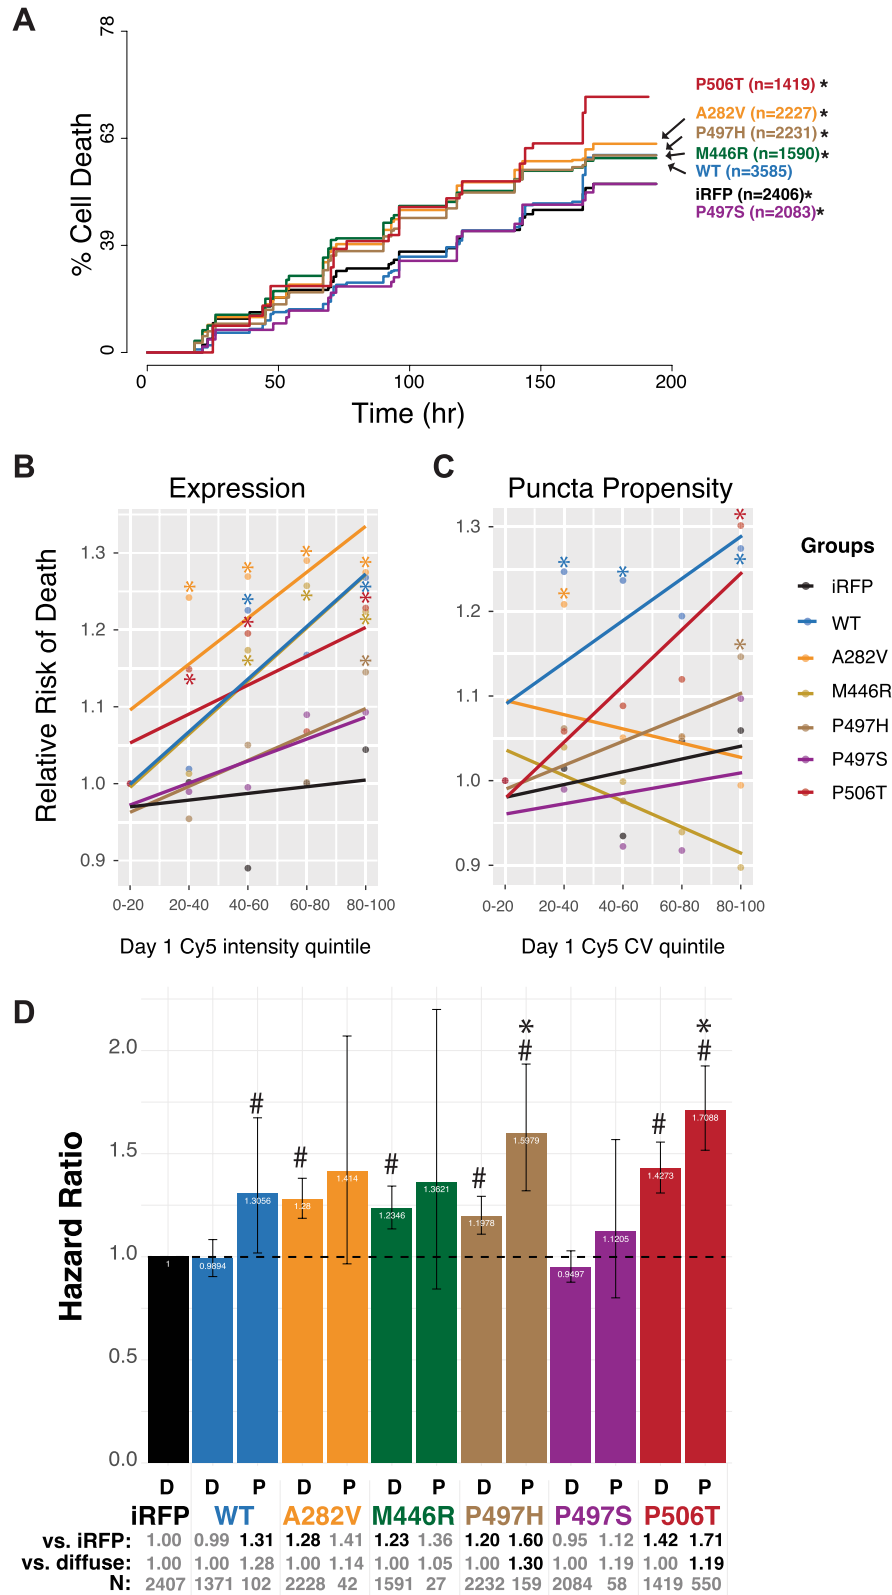 A
% Cell Death
78
63
39
0
0 50 100 150 200
Time (hr)
P506T (n=1419) *
A282V (n=2227) *
P497H (n=2231) *
M446R (n=1590) *
WT (n=3585)
iRFP (n=2406) *
P497S (n=2083) *
B
Expression
Relative Risk of Death
1.3
1.2
1.1
1.0
0.9
0-20 20-40 40-60 60-80 80-100
Day 1 Cy5 intensity quintile
C
Puncta Propensity
1.3
1.2
1.1
1.0
0.9
0-20 20-40 40-60 60-80 80-100
Day 1 Cy5 CV quintile
Groups
iRFP
WT
A282V
M446R
P497H
P497S
P506T
D
Hazard Ratio
2.0
1.5
1.0
0.5
0.0
# # # # * # # * #
1 0.9894 1.3056 1.28 1.414 1.2346 1.3621 1.1978 1.5979 0.9497 1.1205 1.4273 1.7088
D D P D P D P D P D P D P
iRFP WT A282V M446R P497H P497S P506T
vs. iRFP: 1.00 0.99 1.31 1.28 1.41 1.23 1.36 1.20 1.60 0.95 1.12 1.42 1.71
vs. diffuse: 1.00 1.00 1.28 1.00 1.14 1.00 1.05 1.00 1.30 1.00 1.19 1.00 1.19
N: 2407 1371 102 2228 42 1591 27 2232 159 2084 58 1419 550